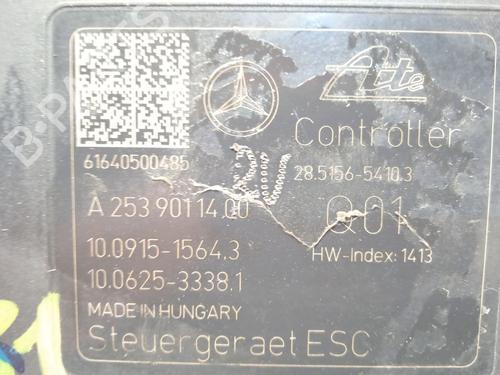 Ate
Controller
61640500485
28.5156-5410.3
A 253 901 14 00
Q01
10.0915-1564.3
HW-Index: 1413
10.0625-3338.1
MADE IN HUNGARY
Steuergeraet ESC